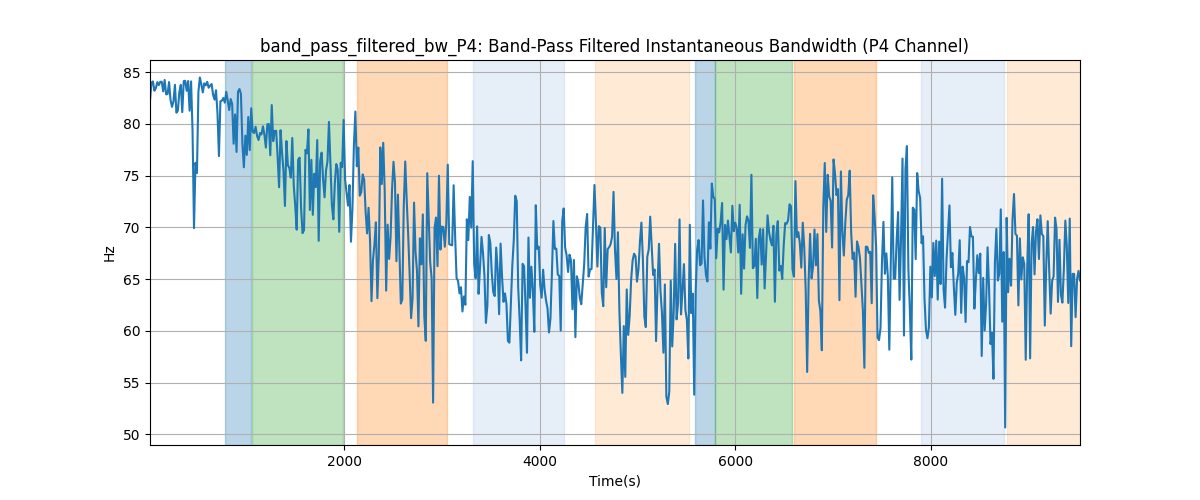 band_pass_filtered_bw_P4: Band-Pass Filtered Instantaneous Bandwidth (P4 Channel)
85
80
75
70
65
60
55
50
Hz
2000 4000 6000 8000
Time(s)